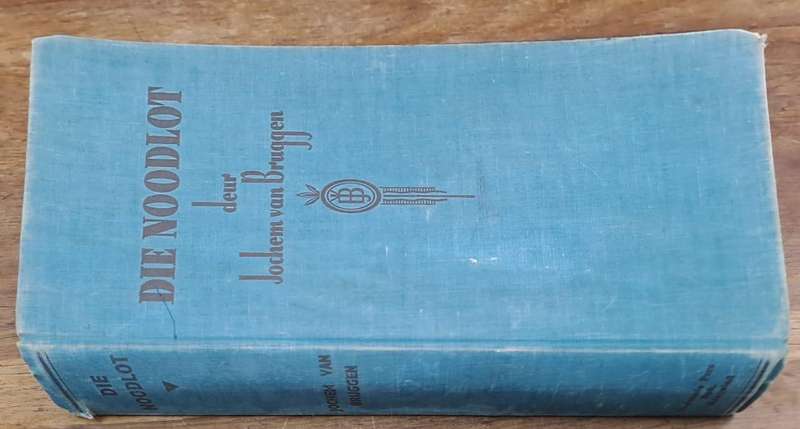 DIE NOODLOT
deur
Jochem van Bruggen
DIE
NOODLOT
JOCHEM VAN
BRUGGEN